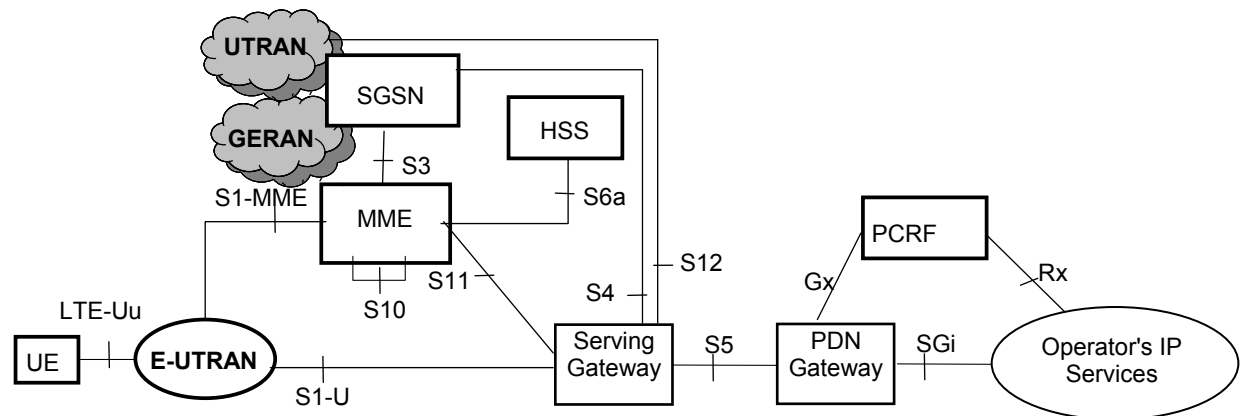 UTRAN
SGSN
HSS
GERAN
S3
S1-MME
S6a
MME
PCRF
S12
S11
Gx
Rx
S4
S10
LTE-Uu
UE
E-UTRAN
Serving
Gateway
S5
PDN
Gateway
SGi
Operator's IP
Services
S1-U